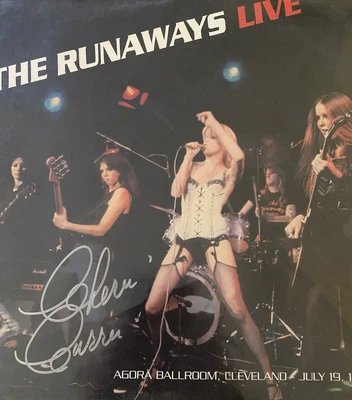 THE RUNAWAYS LIVE
Cherie
Currie
AGORA BALLROOM, CLEVELAND - JULY 19, 1